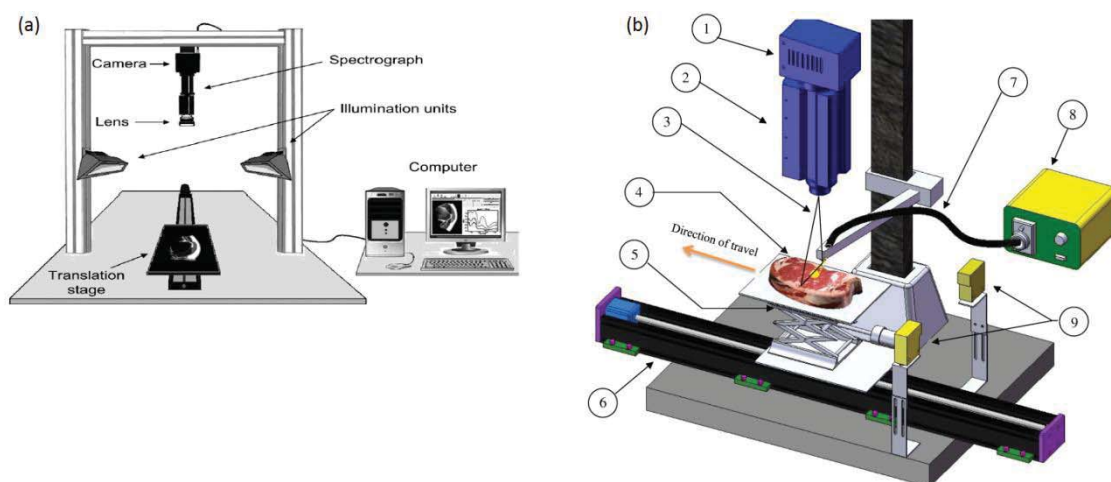 (a)
Camera
Spectrograph
Lens
Illumination units
Computer
Translation
stage
(b)
1
2
3
4
5
6
7
8
9
Direction of travel